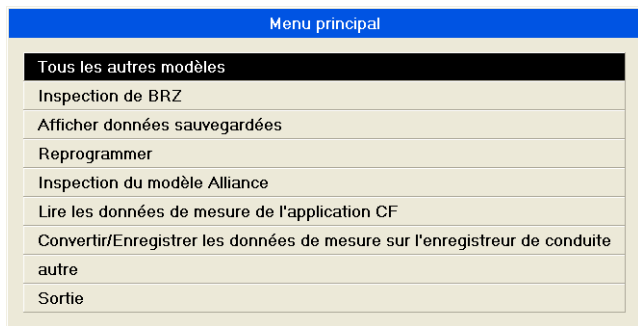 Menu principal
Tous les autres modèles
Inspection de BRZ
Afficher données sauvegardées
Reprogrammer
Inspection du modèle Alliance
Lire les données de mesure de l'application CF
Convertir/Enregistrer les données de mesure sur l'enregistreur de conduite
autre
Sortie